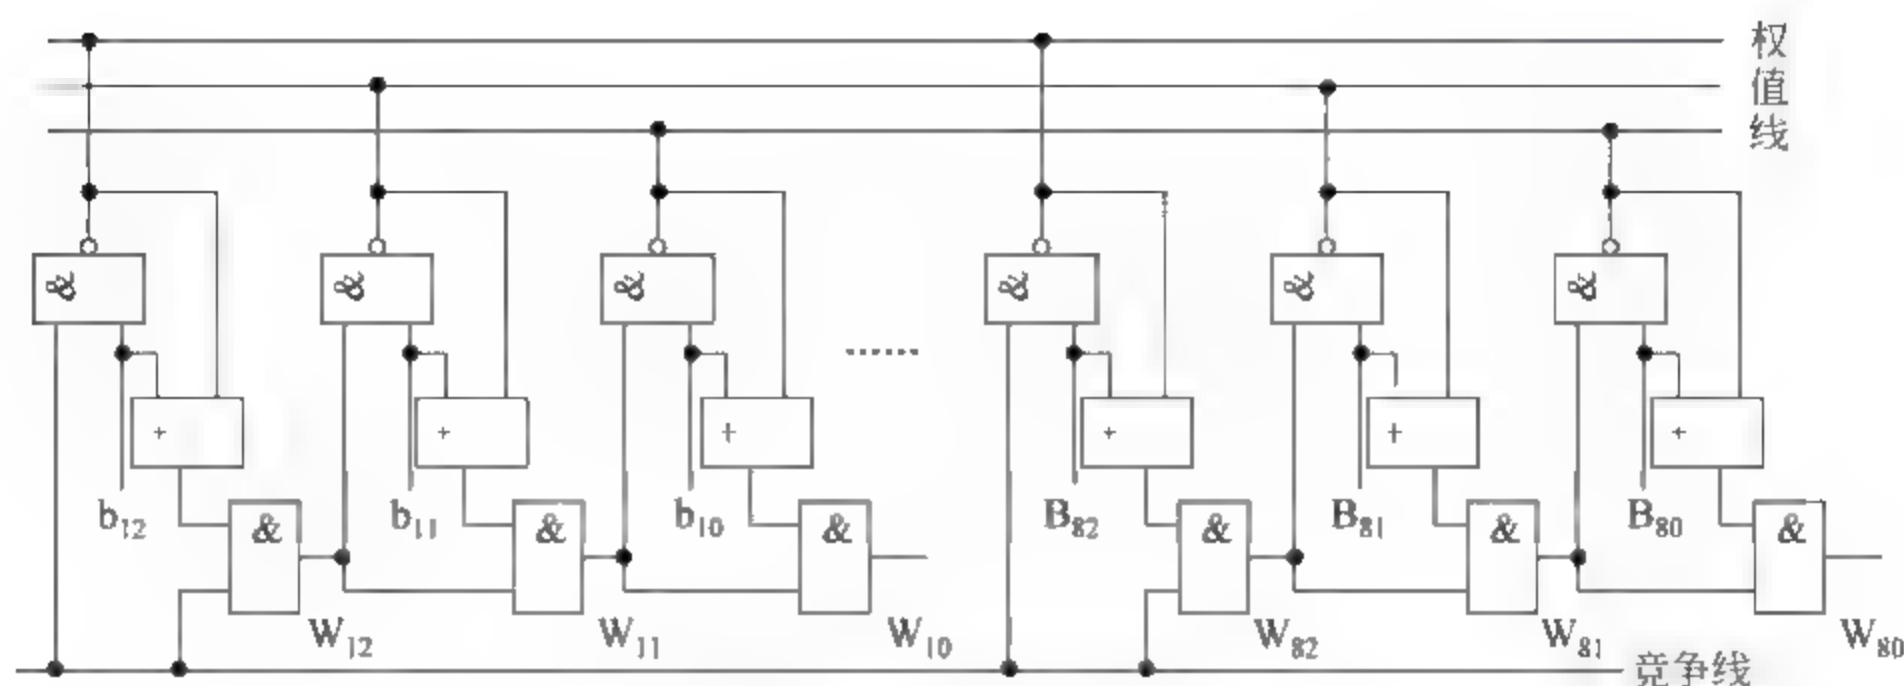 权
值
线
& & & & & &
......
+ + + + + +
b₁₂ b₁₁ b₁₀ B₈₂ B₈₁ B₈₀
& & & & & &
W₁₂ W₁₁ W₁₀ W₈₂ W₈₁ W₈₀
竞争线